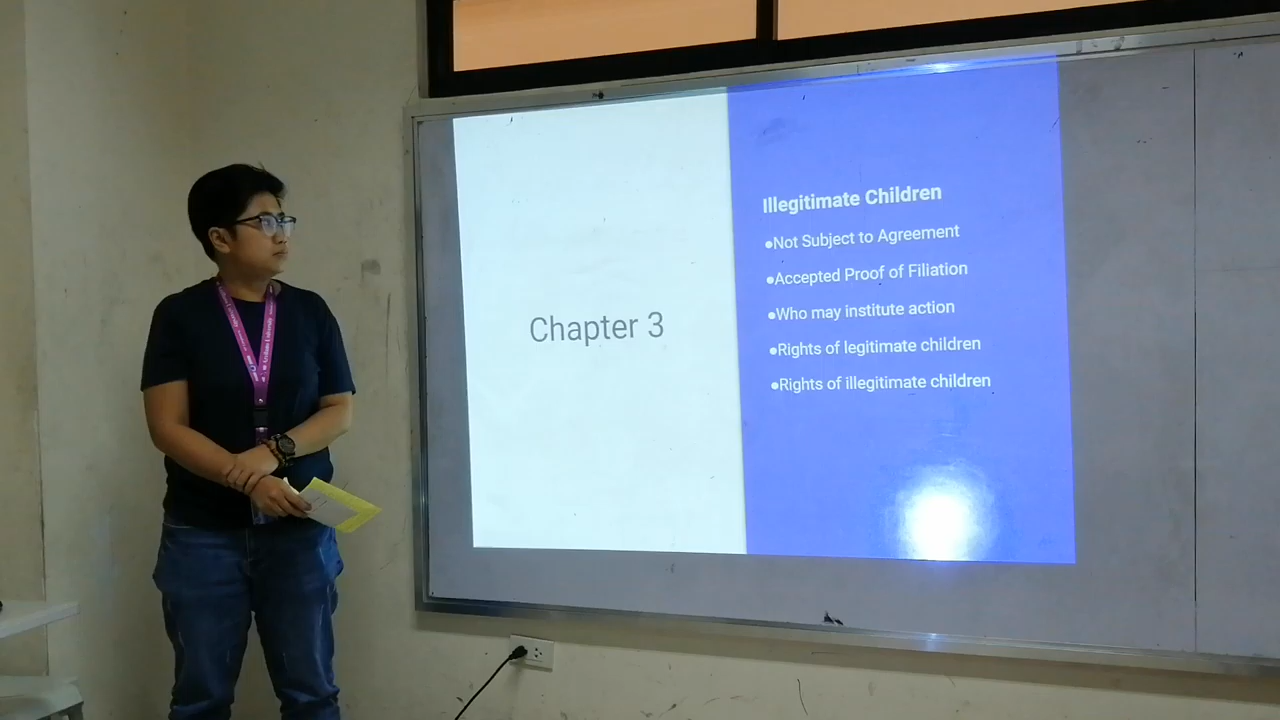 Chapter 3
Illegitimate Children
●Not Subject to Agreement
●Accepted Proof of Filiation
●Who may institute action
●Rights of legitimate children
●Rights of illegitimate children